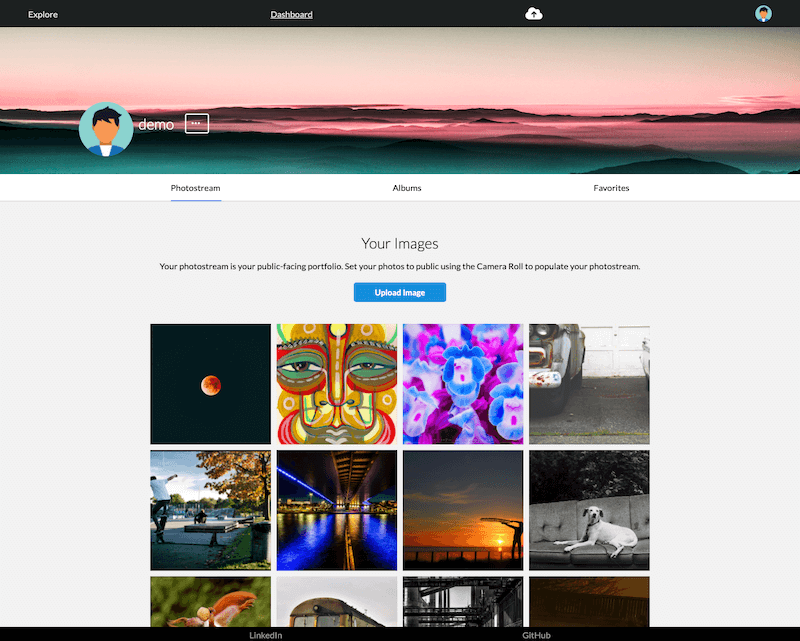 Explore
Dashboard
demo
...
Photostream
Albums
Favorites
Your Images
Your photostream is your public-facing portfolio. Set your photos to public using the Camera Roll to populate your photostream.
Upload Image
LinkedIn
GitHub